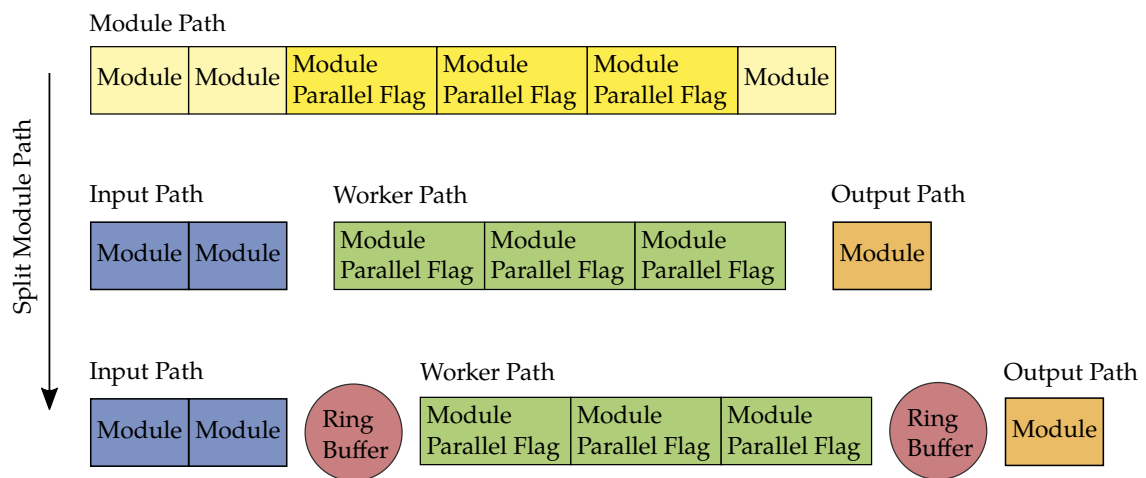 Module Path
Module Module Module Module Module Module
Parallel Flag Parallel Flag Parallel Flag
Split Module Path
Input Path Worker Path Output Path
Module Module Module Module Module Module
Parallel Flag Parallel Flag Parallel Flag
Input Path Worker Path Output Path
Module Module Ring Module Module Module Ring Module
Buffer Parallel Flag Parallel Flag Parallel Flag Buffer